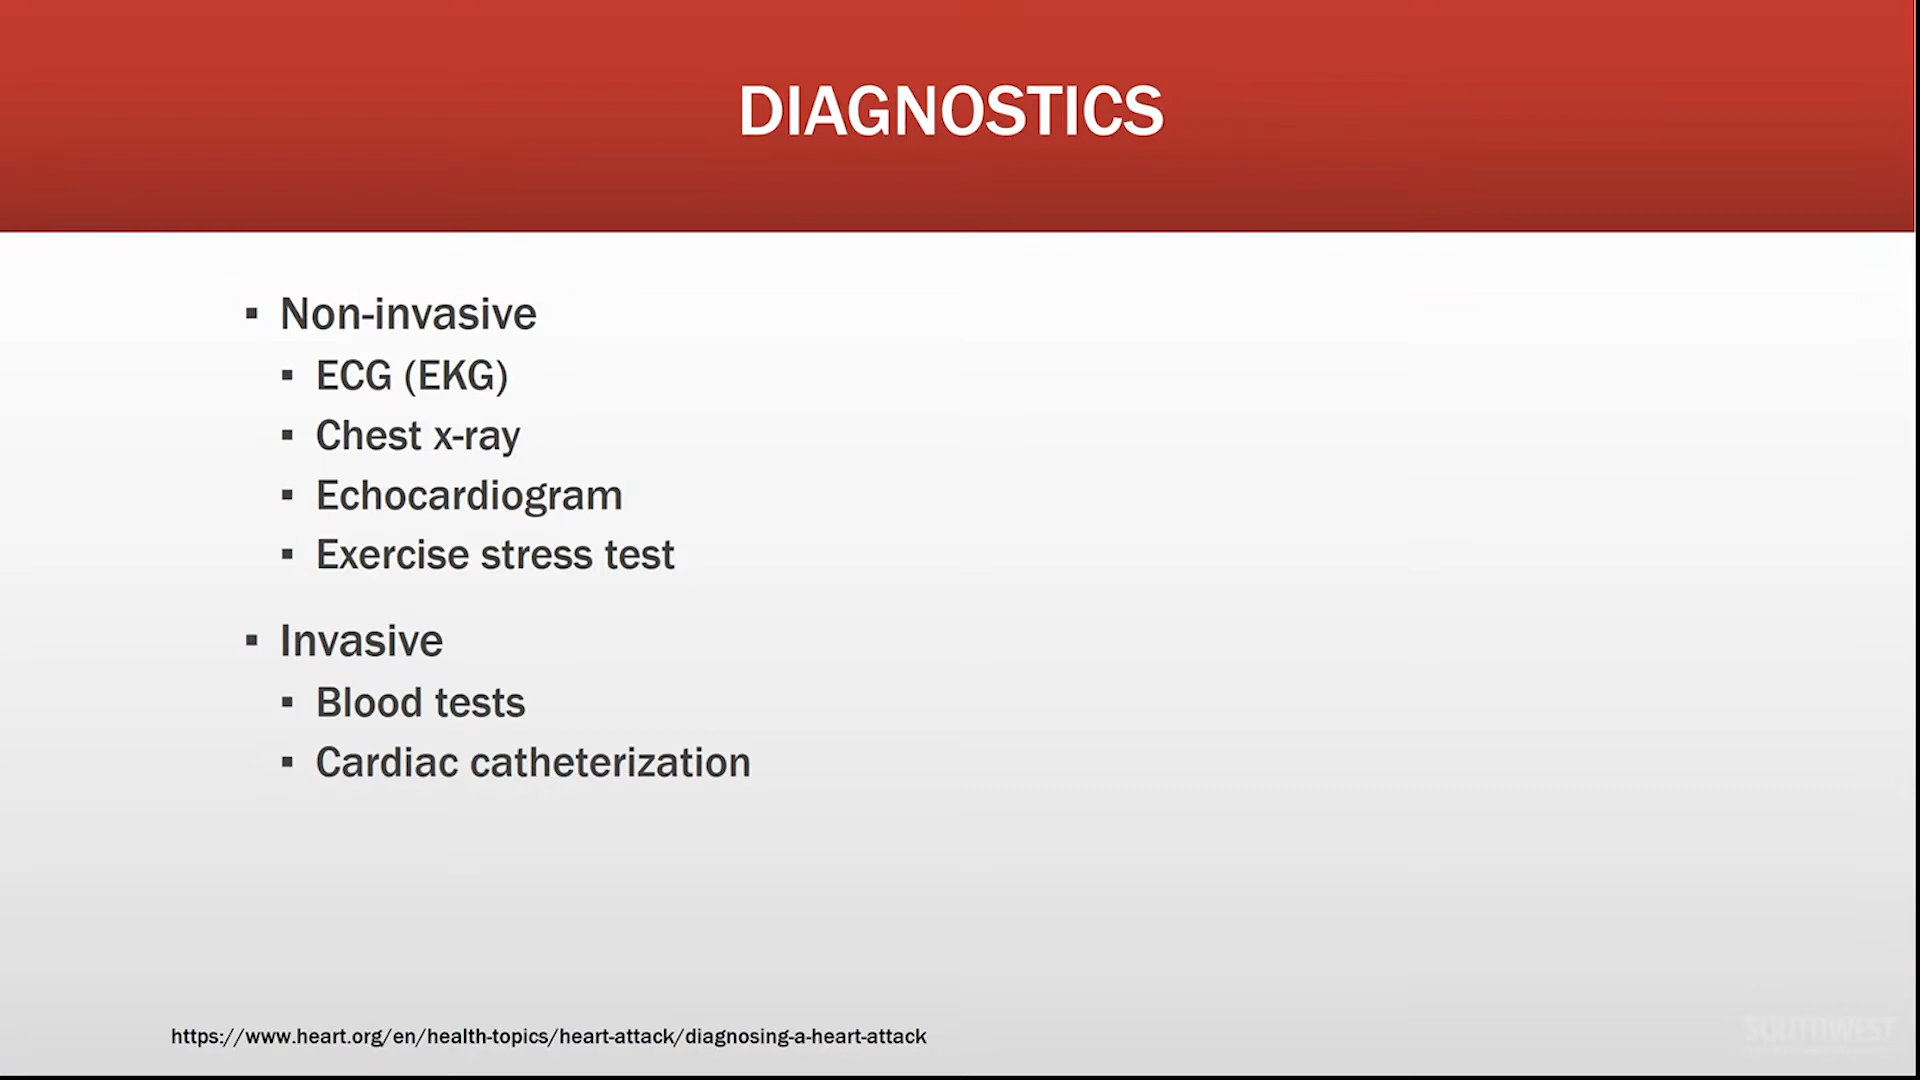 DIAGNOSTICS
▪ Non-invasive
▪ ECG (EKG)
▪ Chest x-ray
▪ Echocardiogram
▪ Exercise stress test
▪ Invasive
▪ Blood tests
▪ Cardiac catheterization
https://www.heart.org/en/health-topics/heart-attack/diagnosing-a-heart-attack
SOUTHWEST